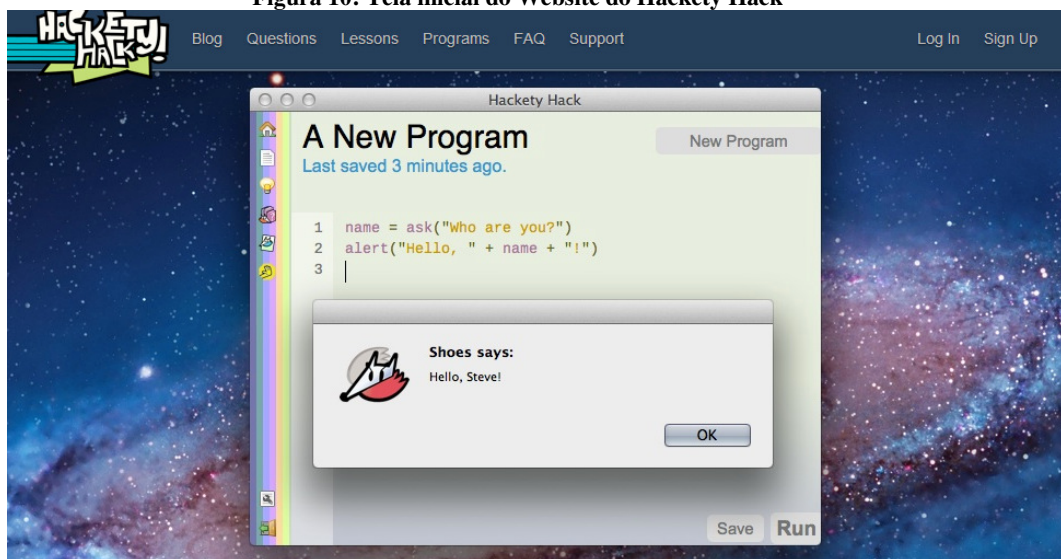 Figura 10: Tela inicial do Website do Hackety Hack
HACKETY HACK!
Blog Questions Lessons Programs FAQ Support Log In Sign Up
Hackety Hack
A New Program
New Program
Last saved 3 minutes ago.
1 name = ask("Who are you?")
2 alert("Hello, " + name + "!")
3
Shoes says:
Hello, Steve!
OK
Save Run